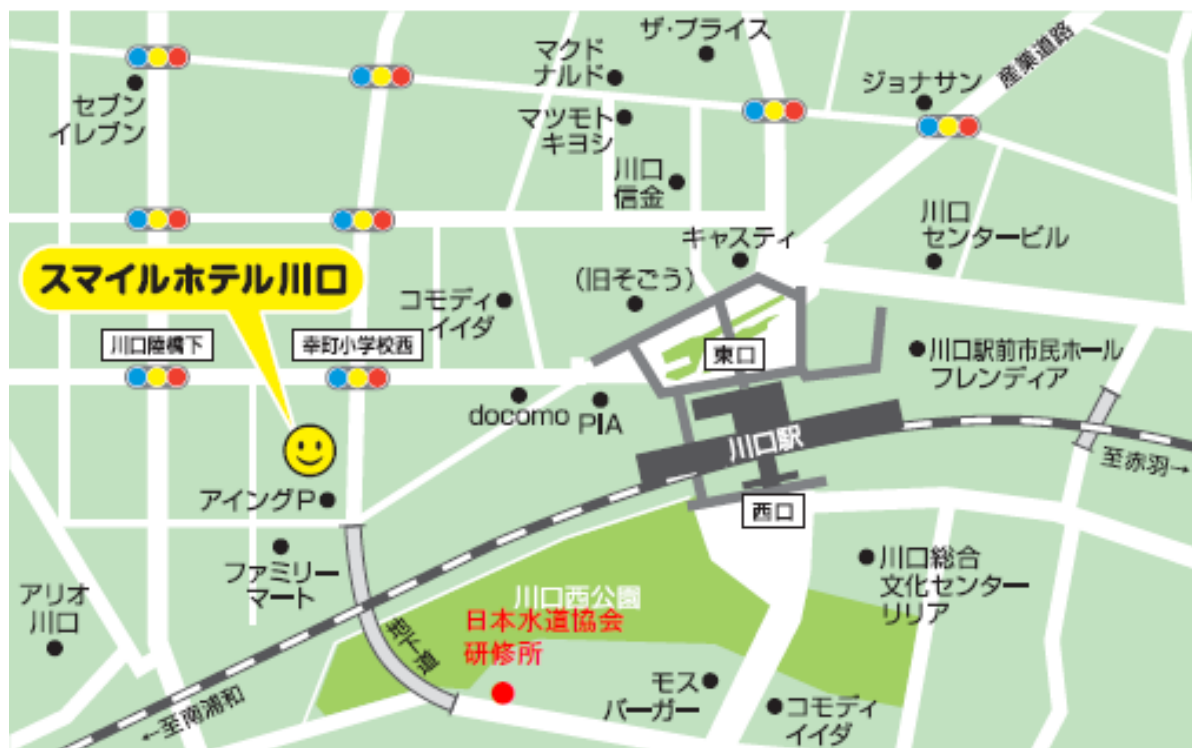 ザ・プライス
マクド
ナルド
産業道路
ジョナサン
セブン
イレブン
マツモト
キヨシ
川口
信金
川口
センタービル
キャスティ
スマイルホテル川口
(旧そごう)
コモディ
イイダ
川口陸橋下
幸町小学校西
東口
川口駅前市民ホール
フレンディア
docomo
PIA
川口駅
至赤羽→
アイングP
西口
ファミリー
マート
川口総合
文化センター
リリア
アリオ
川口
川口西公園
日本水道協会
研修所
地下道
←至南浦和
モス
バーガー
コモディ
イイダ